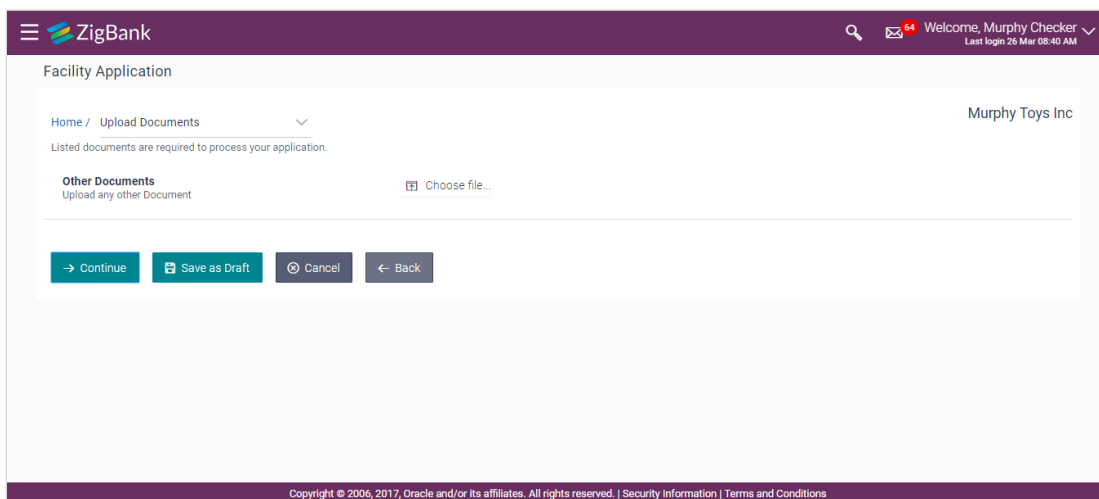 ZigBank
64
Welcome, Murphy Checker
Last login 26 Mar 08:40 AM
Facility Application
Murphy Toys Inc
Home / Upload Documents
Listed documents are required to process your application.
Other Documents
Upload any other Document
Choose file...
Continue
Save as Draft
Cancel
Back
Copyright © 2006, 2017, Oracle and/or its affiliates. All rights reserved. | Security Information | Terms and Conditions